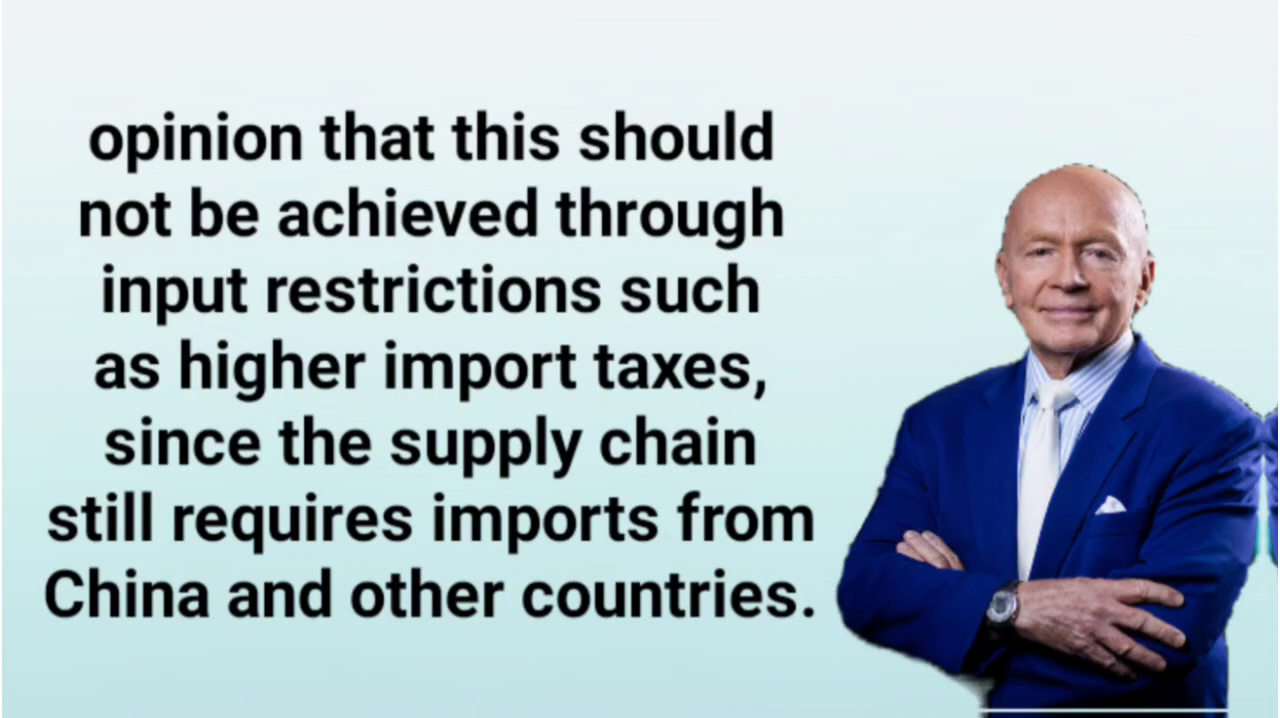 opinion that this should
not be achieved through
input restrictions such
as higher import taxes,
since the supply chain
still requires imports from
China and other countries.